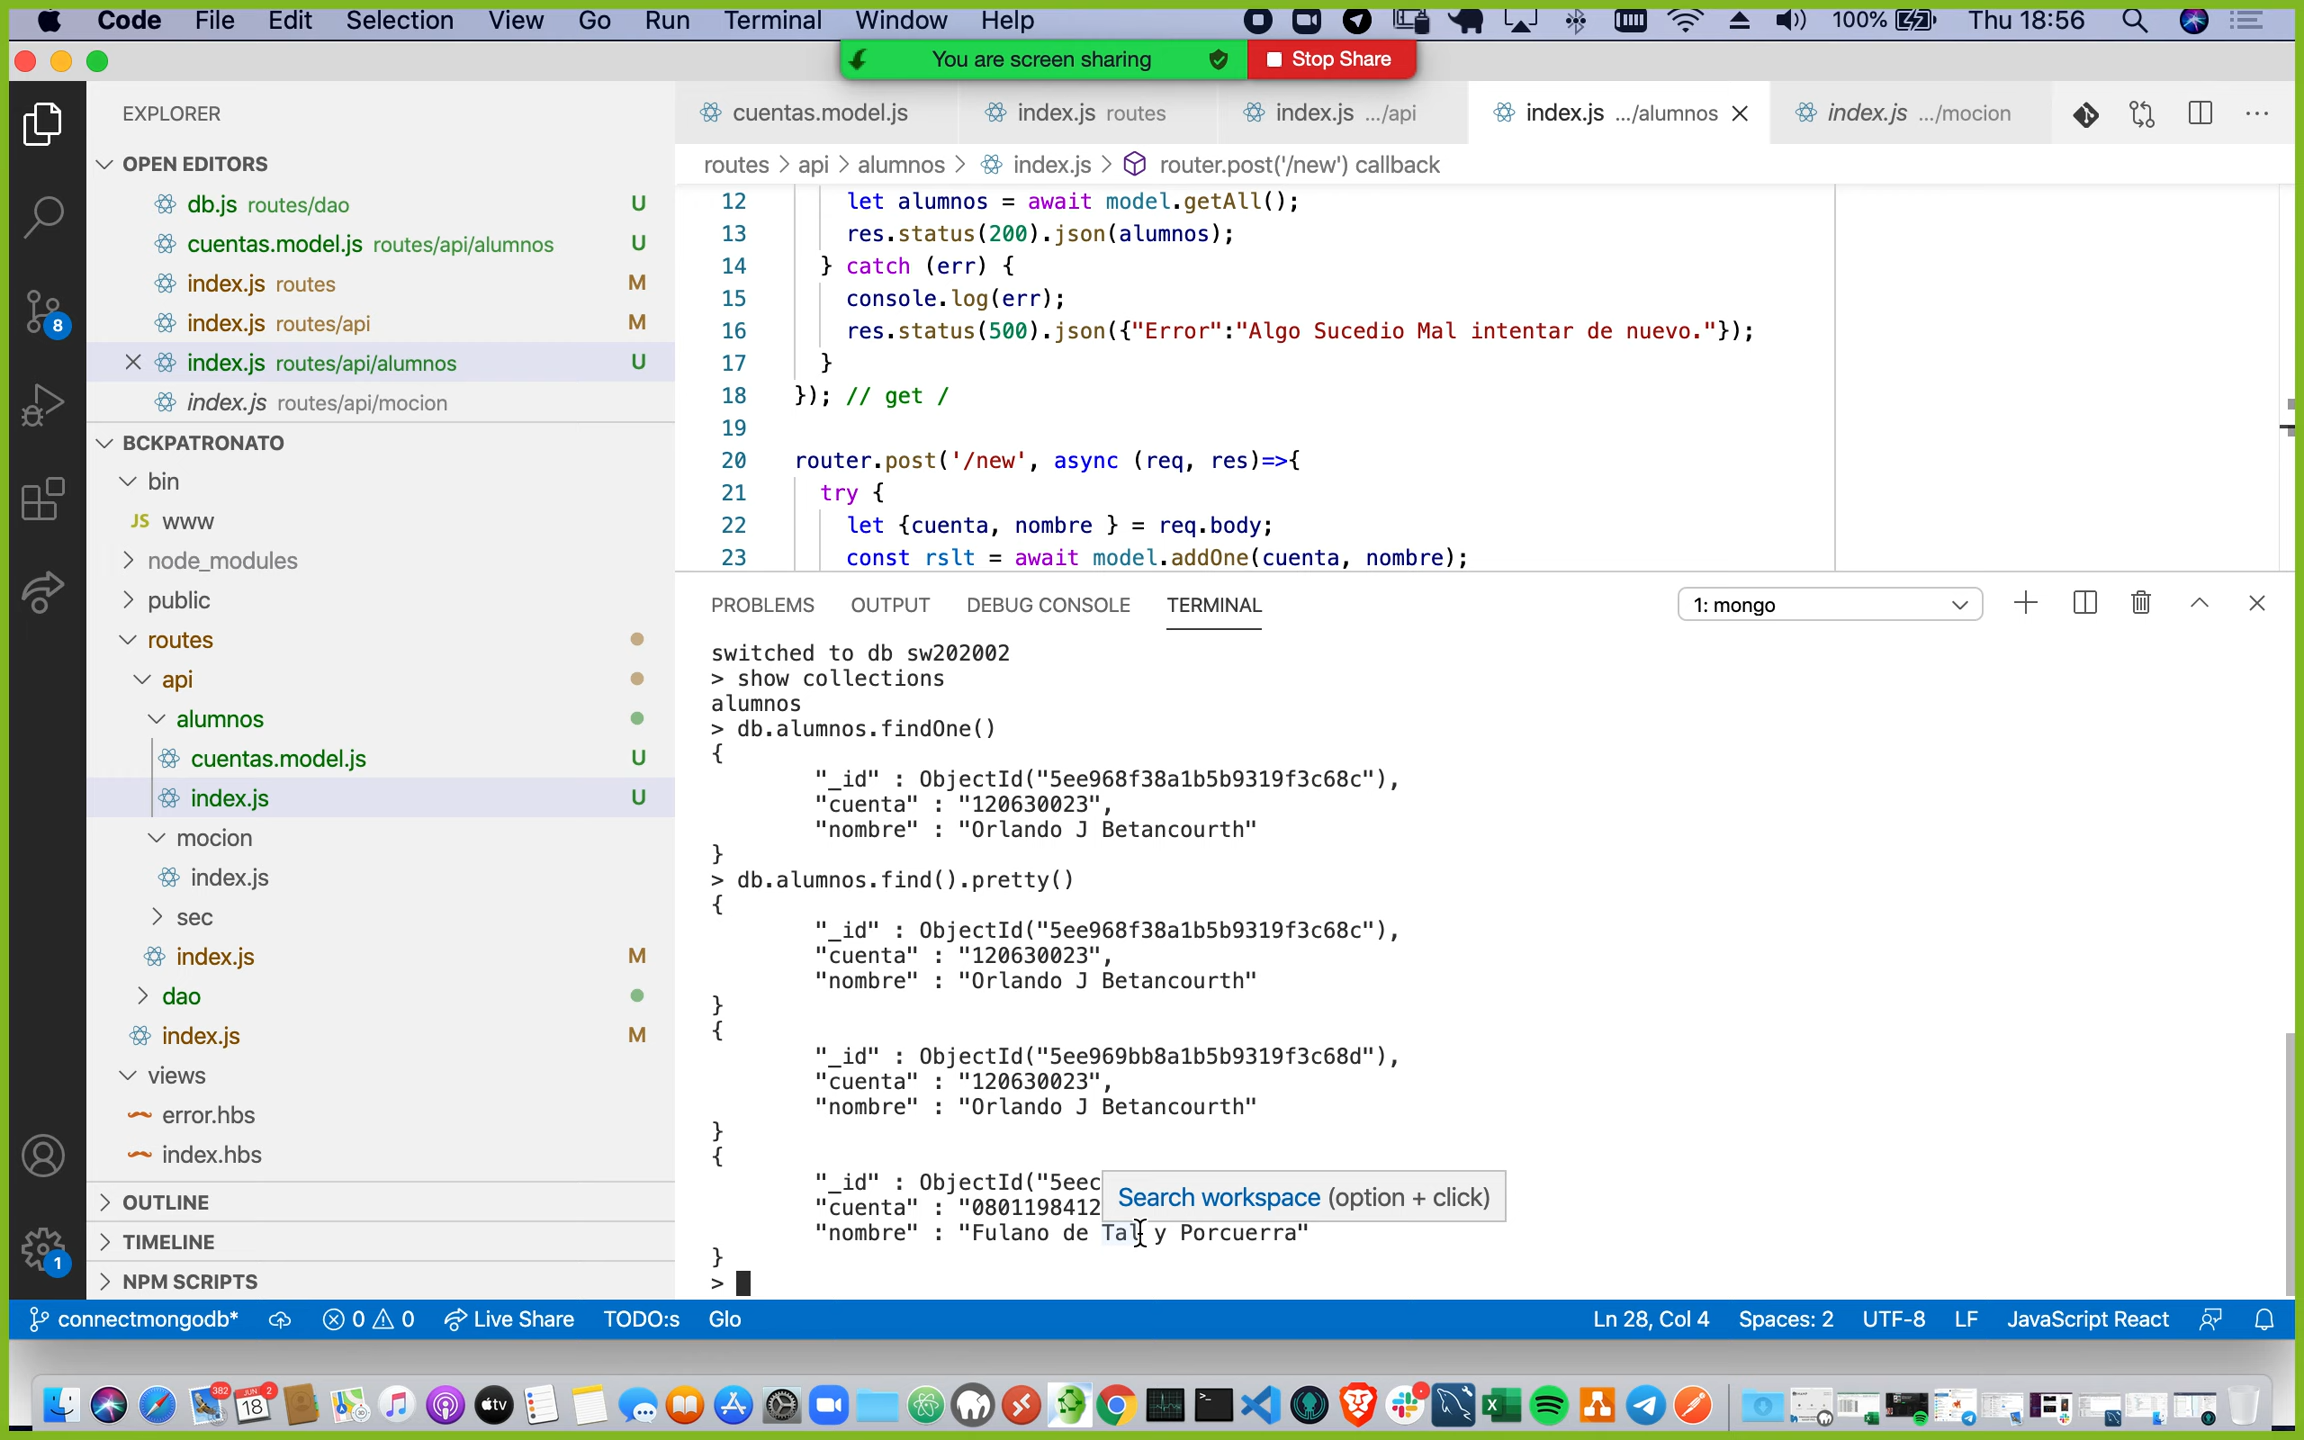 Code File Edit Selection View Go Run Terminal Window Help 100% Thu 18:56
You are screen sharing Stop Share
EXPLORER
cuentas.model.js index.js routes index.js .../api index.js .../alumnos index.js .../mocion
OPEN EDITORS
routes > api > alumnos > index.js > router.post('/new') callback
db.js routes/dao U
cuentas.model.js routes/api/alumnos U
index.js routes M
index.js routes/api M
index.js routes/api/alumnos U
index.js routes/api/mocion
BCKPATRONATO
bin
JS www
node_modules
public
routes
api
alumnos
cuentas.model.js U
index.js U
mocion
index.js
sec
index.js M
dao
index.js M
views
error.hbs
index.hbs
OUTLINE
TIMELINE
NPM SCRIPTS
8
1
12 let alumnos = await model.getAll();
13 res.status(200).json(alumnos);
14 } catch (err) {
15 console.log(err);
16 res.status(500).json({"Error":"Algo Sucedio Mal intentar de nuevo."});
17 }
18 }); // get /
19
20 router.post('/new', async (req, res)=>{
21 try {
22 let {cuenta, nombre } = req.body;
23 const rslt = await model.addOne(cuenta, nombre);
PROBLEMS OUTPUT DEBUG CONSOLE TERMINAL 1: mongo
switched to db sw202002
> show collections
alumnos
> db.alumnos.findOne()
{
"_id" : ObjectId("5ee968f38a1b5b9319f3c68c"),
"cuenta" : "120630023",
"nombre" : "Orlando J Betancourth"
}
> db.alumnos.find().pretty()
{
"_id" : ObjectId("5ee968f38a1b5b9319f3c68c"),
"cuenta" : "120630023",
"nombre" : "Orlando J Betancourth"
}
{
"_id" : ObjectId("5ee969bb8a1b5b9319f3c68d"),
"cuenta" : "120630023",
"nombre" : "Orlando J Betancourth"
}
{
"_id" : ObjectId("5eec
Search workspace (option + click)
"cuenta" : "0801198412
"nombre" : "Fulano de Tal y Porcuerra"
}
>
connectmongodb* 0 0 Live Share TODO:s Glo Ln 28, Col 4 Spaces: 2 UTF-8 LF JavaScript React
382 JUN 18 2 tv